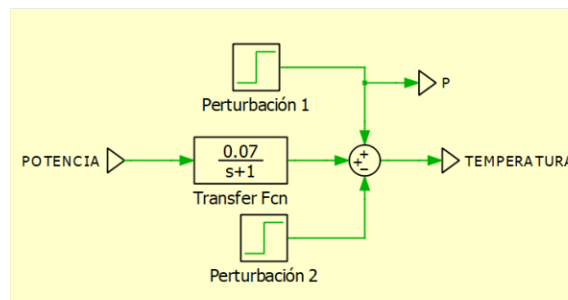 P
Perturbación 1
POTENCIA
0.07
s+1
+
+
−
TEMPERATURA
Transfer Fcn
Perturbación 2